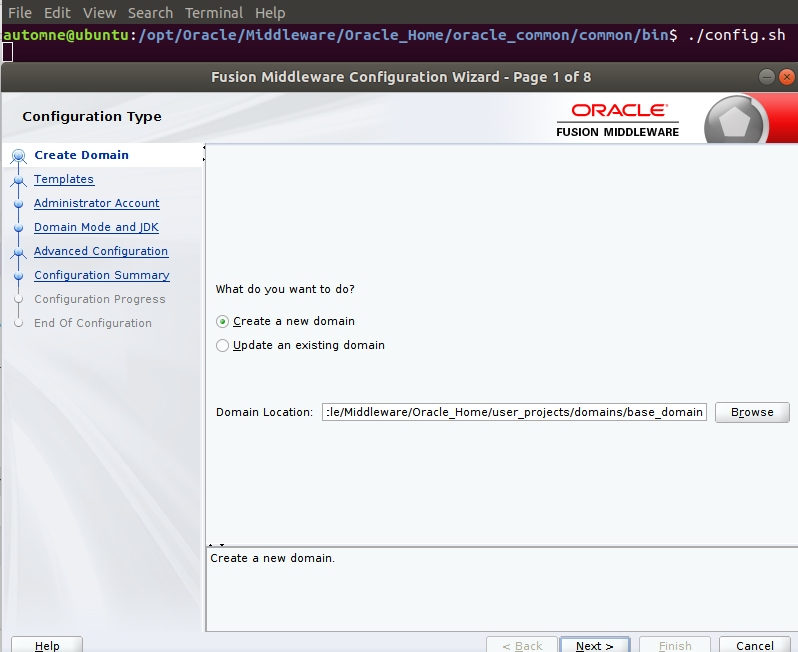 File Edit View Search Terminal Help
automne@ubuntu:/opt/Oracle/Middleware/Oracle_Home/oracle_common/common/bin$ ./config.sh
Fusion Middleware Configuration Wizard - Page 1 of 8
Configuration Type
ORACLE
FUSION MIDDLEWARE
Create Domain
Templates
Administrator Account
Domain Mode and JDK
Advanced Configuration
Configuration Summary
Configuration Progress
End Of Configuration
What do you want to do?
Create a new domain
Update an existing domain
Domain Location: :le/Middleware/Oracle_Home/user_projects/domains/base_domain Browse
Create a new domain.
Help < Back Next > Finish Cancel